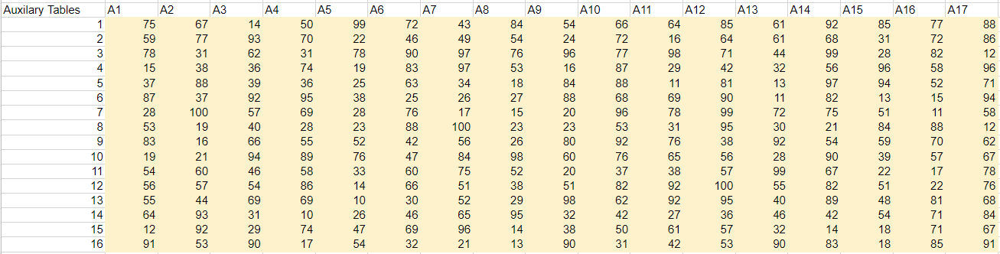 Auxilary Tables A1 A2 A3 A4 A5 A6 A7 A8 A9 A10 A11 A12 A13 A14 A15 A16 A17
1 75 67 14 50 99 72 43 84 54 66 64 85 61 92 85 77 88
2 59 77 93 70 22 46 49 54 24 72 16 64 61 68 31 72 86
3 78 31 62 31 78 90 97 76 96 77 98 71 44 99 28 82 12
4 15 38 36 74 19 83 97 53 16 87 29 42 32 56 96 58 96
5 37 88 39 36 25 63 34 18 84 88 11 81 13 97 94 52 71
6 87 37 92 95 38 25 26 27 88 68 69 90 11 82 13 15 94
7 28 100 57 69 28 76 17 15 20 96 78 99 72 75 51 11 58
8 53 19 40 28 23 88 100 23 23 53 31 95 30 21 84 88 12
9 83 16 66 55 52 42 56 26 80 92 76 38 92 54 59 70 62
10 19 21 94 89 76 47 84 98 60 76 65 56 28 90 39 57 67
11 54 60 46 58 33 60 75 52 20 37 38 57 99 67 22 17 78
12 56 57 54 86 14 66 51 38 51 82 92 100 55 82 51 22 76
13 55 44 69 69 10 30 52 29 98 62 92 95 40 89 48 81 68
14 64 93 31 10 26 46 65 95 32 42 27 36 46 42 54 71 84
15 12 92 29 74 47 69 96 14 38 50 61 57 32 14 18 71 67
16 91 53 90 17 54 32 21 13 90 31 42 53 90 83 18 85 91